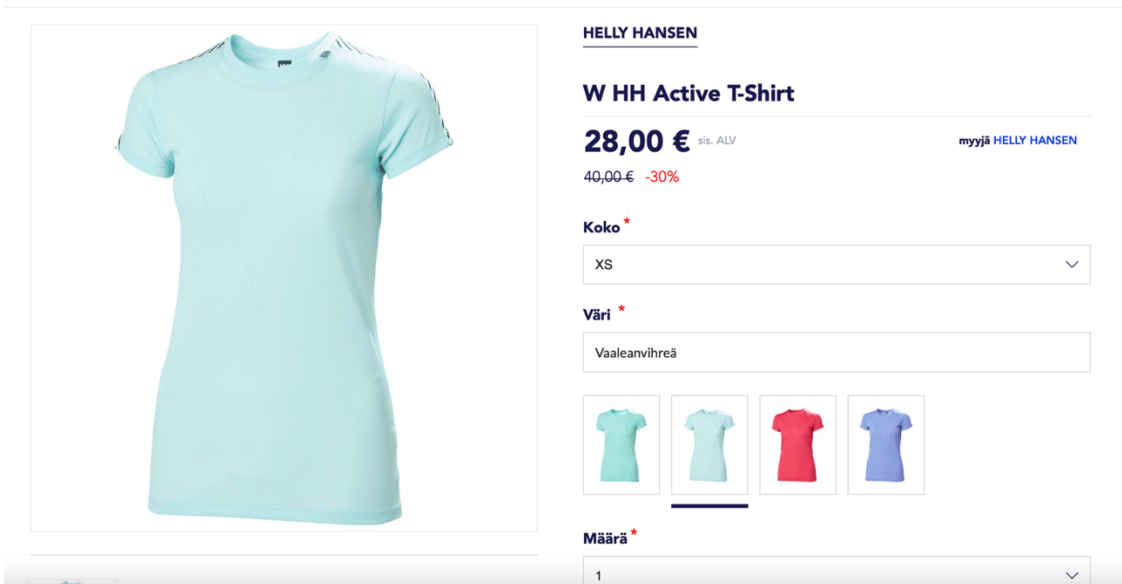 HELLY HANSEN
W HH Active T-Shirt
28,00 € sis. ALV
myyjä HELLY HANSEN
40,00 € -30%
Koko *
XS
Väri *
Vaaleanvihreä
Määrä *
1